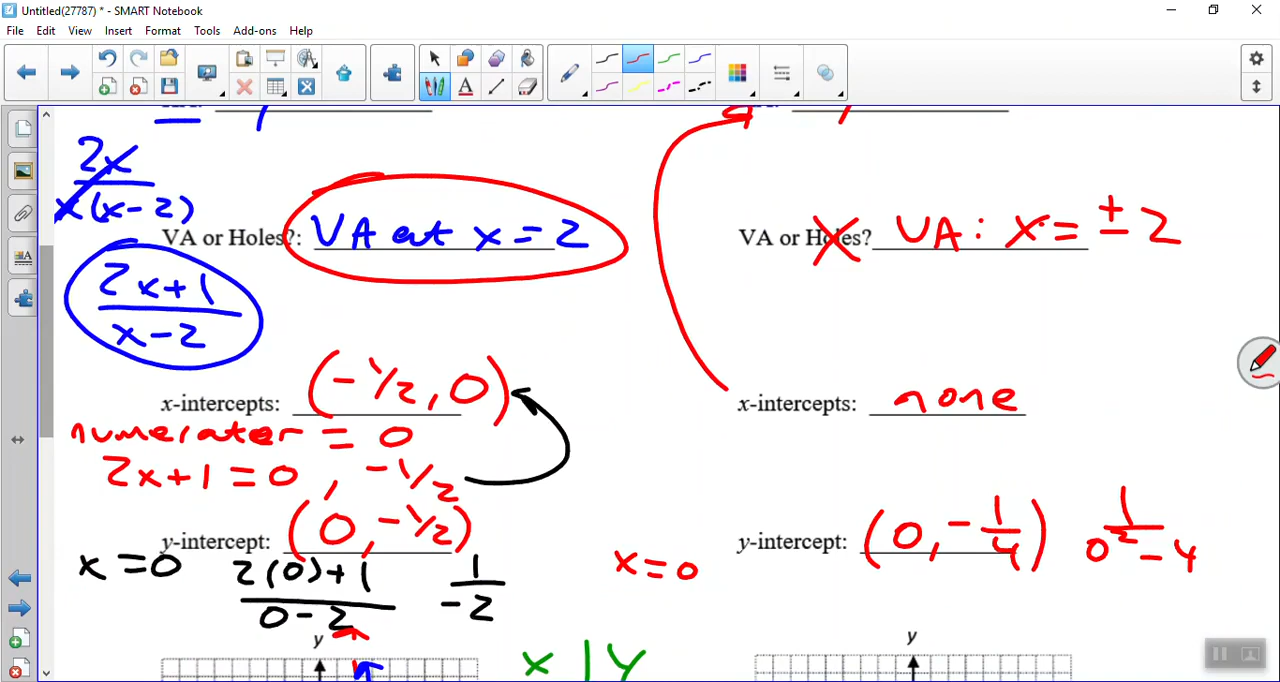 Untitled(27787) * - SMART Notebook
File Edit View Insert Format Tools Add-ons Help
2x
x(x-2)
VA or Holes?: VA at x = 2
2x+1
x-2
x-intercepts: (-1/2, 0)
numerater = 0
2x+1=0, -1/2
y-intercept: (0, -1/2)
x=0 2(0)+1 1
0-2 -2
y
x | y
VA or Holes? VA: x = ± 2
x-intercepts: none
y-intercept: (0, -1/4) 1
0²-4
x=0
y